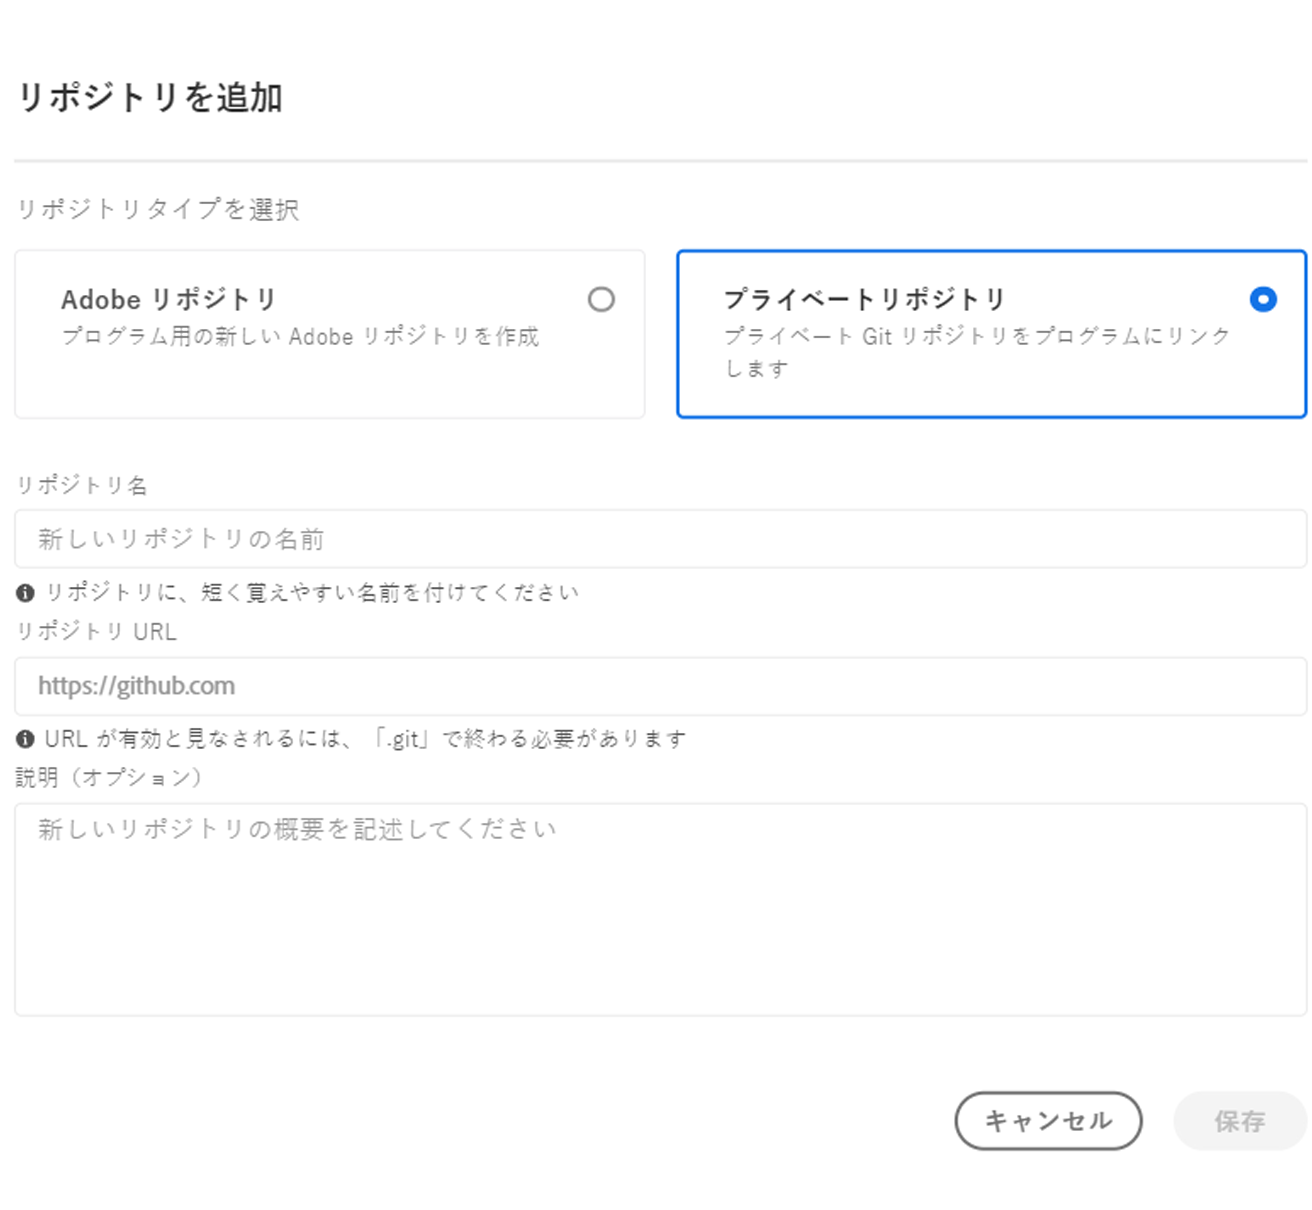 リポジトリを追加
リポジトリタイプを選択
Adobe リポジトリ
プログラム用の新しい Adobe リポジトリを作成
プライベートリポジトリ
プライベート Git リポジトリをプログラムにリンク
します
リポジトリ名
新しいリポジトリの名前
リポジトリに、短く覚えやすい名前を付けてください
リポジトリ URL
https://github.com
URL が有効と見なされるには、「.git」で終わる必要があります
説明（オプション）
新しいリポジトリの概要を記述してください
キャンセル
保存